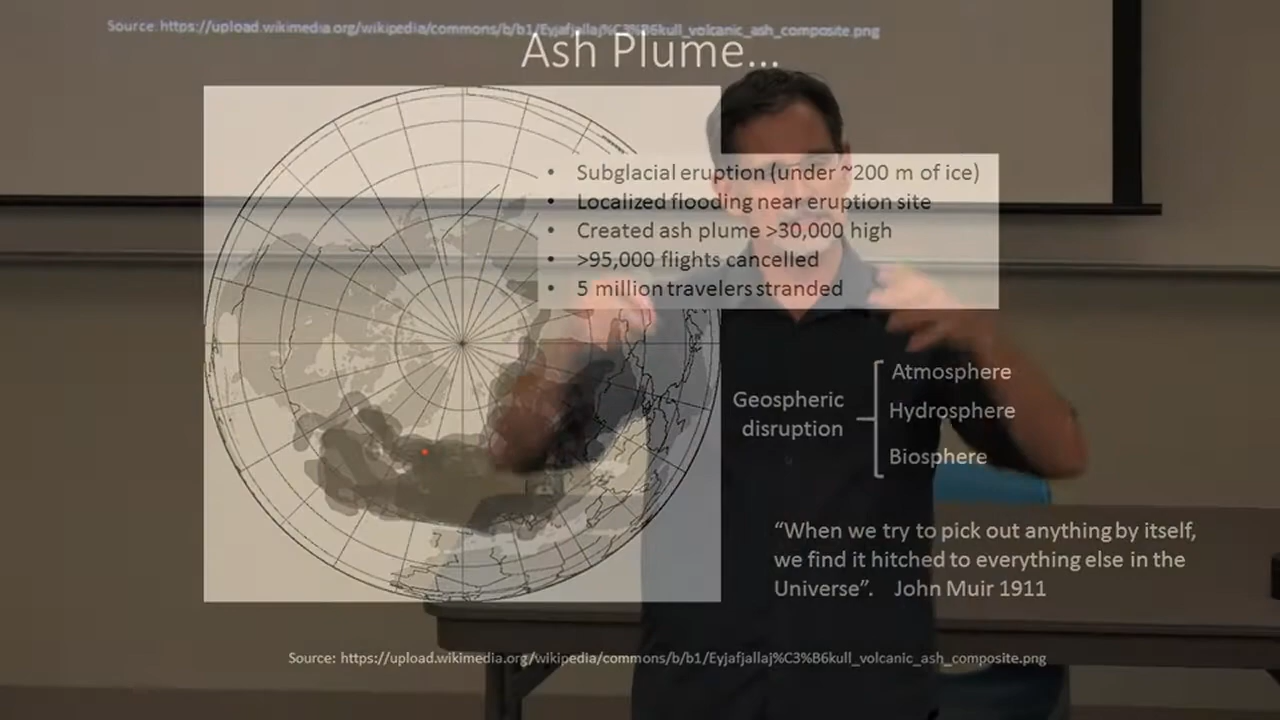 Source: https://upload.wikimedia.org/wikipedia/commons/b/b1/Eyjafjallaj%C3%B6kull_volcanic_ash_composite.png
Ash Plume...
• Subglacial eruption (under ~200 m of ice)
• Localized flooding near eruption site
• Created ash plume >30,000 high
• >95,000 flights cancelled
• 5 million travelers stranded
Geospheric
disruption
Atmosphere
Hydrosphere
Biosphere
“When we try to pick out anything by itself,
we find it hitched to everything else in the
Universe”. John Muir 1911
Source: https://upload.wikimedia.org/wikipedia/commons/b/b1/Eyjafjallaj%C3%B6kull_volcanic_ash_composite.png